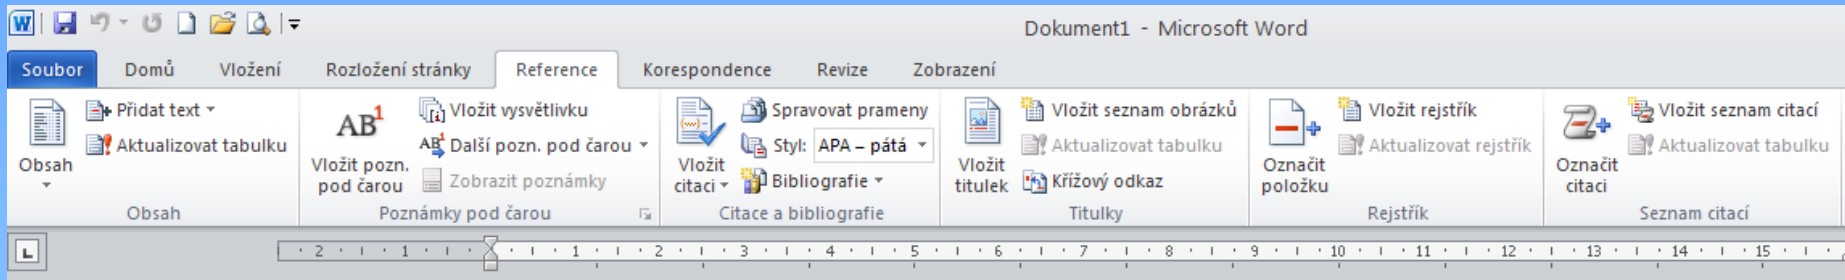 Dokument1 - Microsoft Word
Soubor Domů Vložení Rozložení stránky Reference Korespondence Revize Zobrazení
Obsah
Přidat text
Aktualizovat tabulku
Obsah
AB1
Vložit pozn.
pod čarou
Vložit vysvětlivku
Další pozn. pod čarou
Zobrazit poznámky
Poznámky pod čarou
Vložit
citaci
Spravovat prameny
Styl: APA – pátá
Bibliografie
Citace a bibliografie
Vložit
titulek
Vložit seznam obrázků
Aktualizovat tabulku
Křížový odkaz
Titulky
Označit
položku
Vložit rejstřík
Aktualizovat rejstřík
Rejstřík
Označit
citaci
Vložit seznam citací
Aktualizovat tabulku
Seznam citací
L 2 1 1 2 3 4 5 6 7 8 9 10 11 12 13 14 15